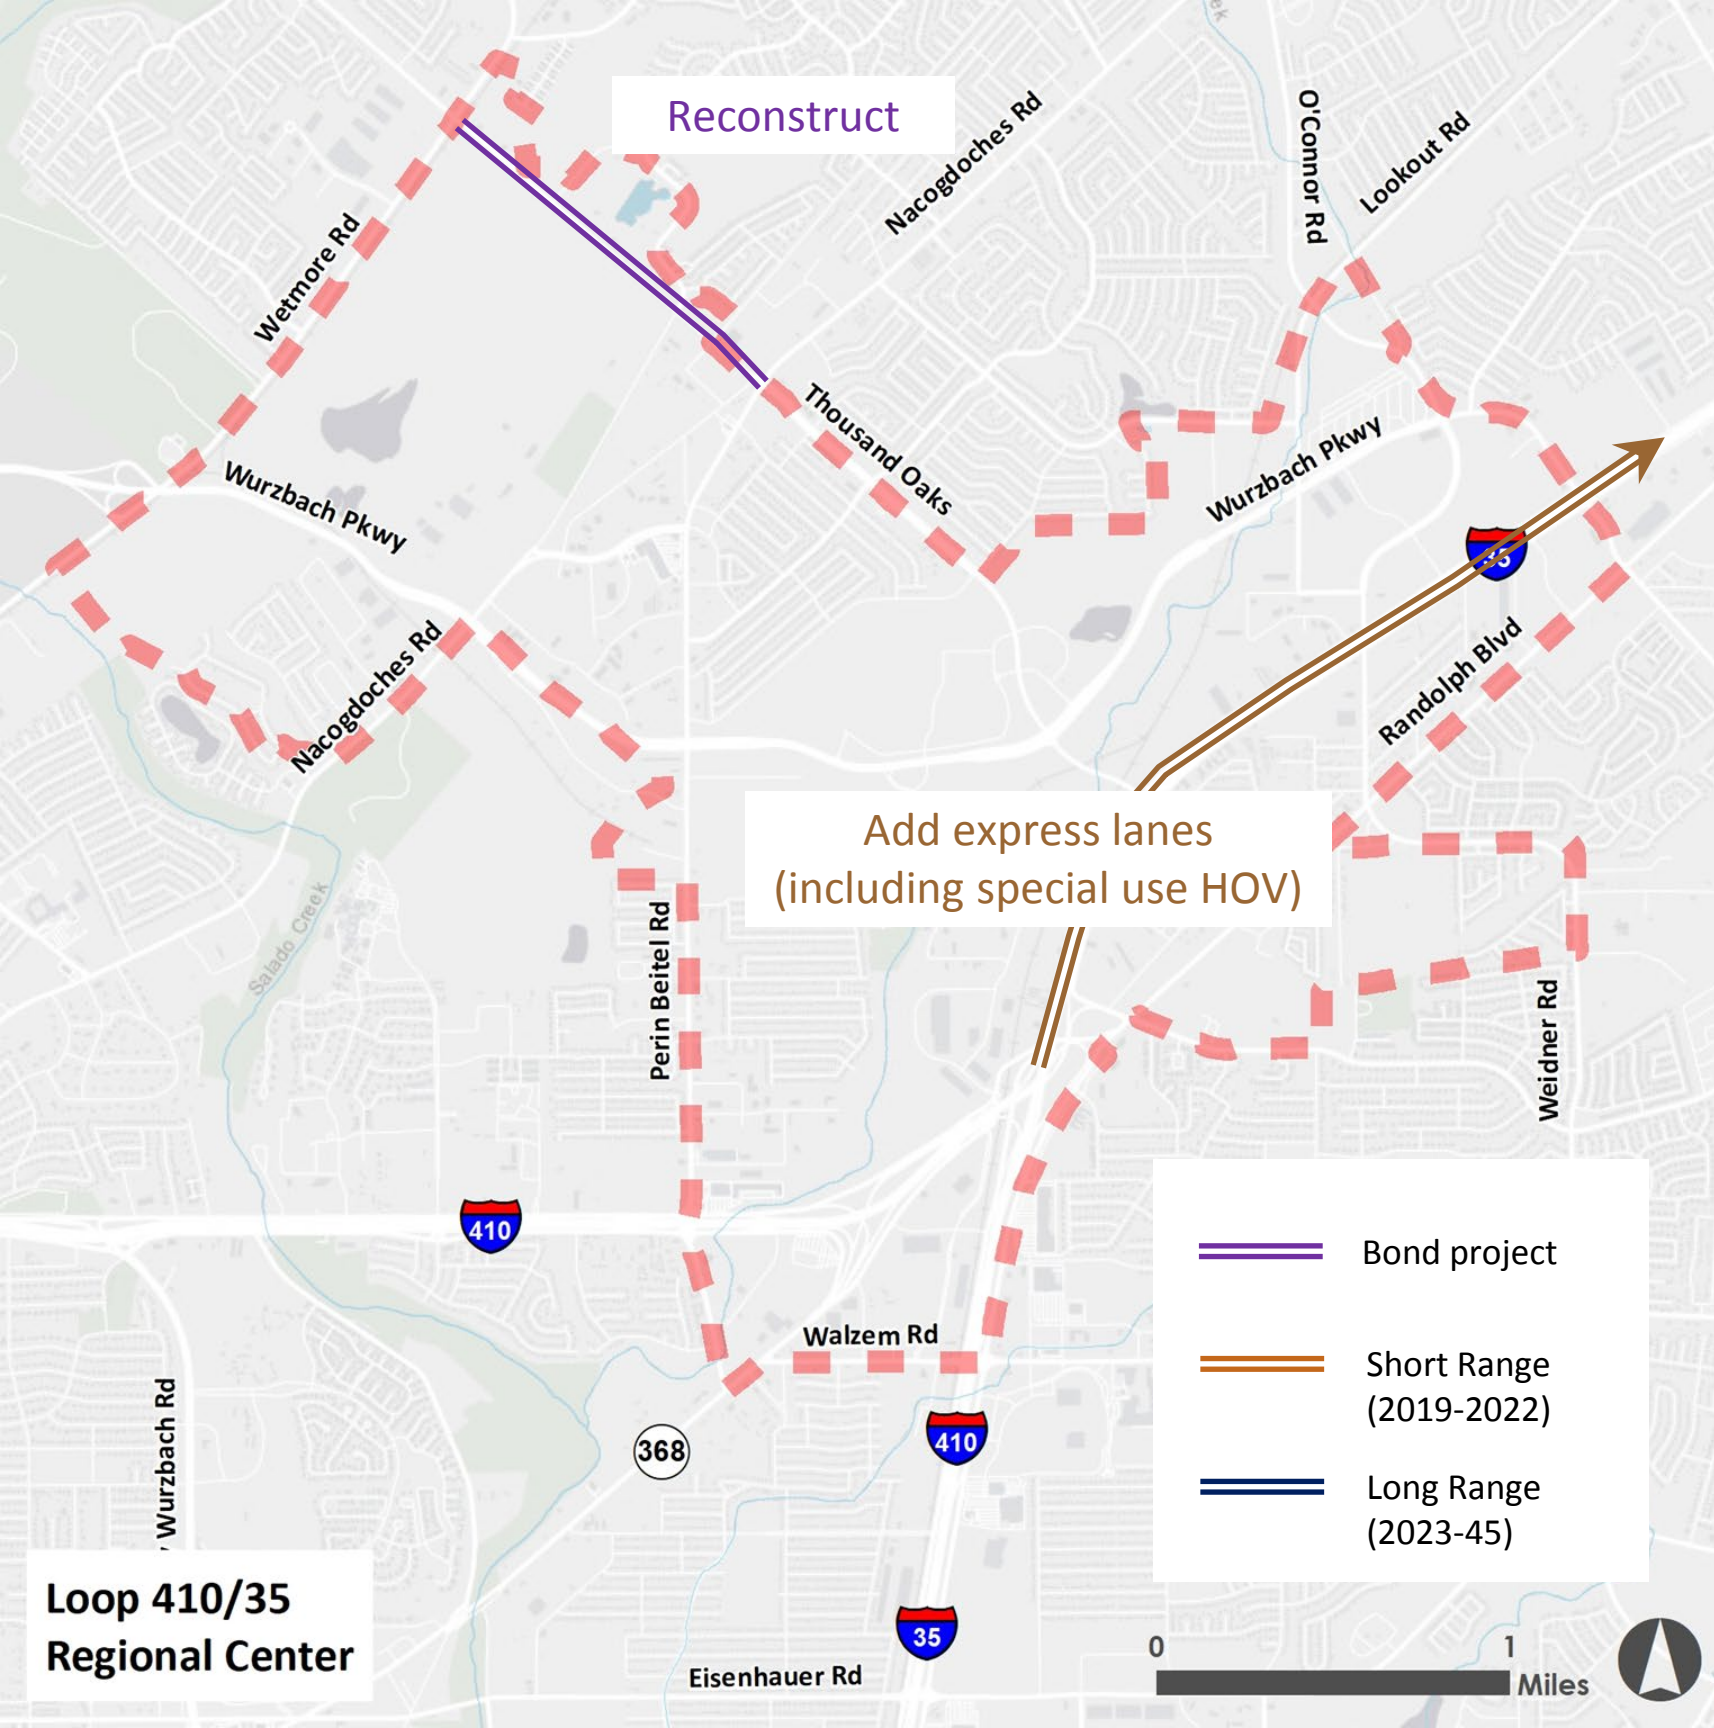 Reconstruct
Nacogdoches Rd
O'Connor Rd
Lookout Rd
Wetmore Rd
Thousand Oaks
Wurzbach Pkwy
Wurzbach Pkwy
35
Nacogdoches Rd
Randolph Blvd
Add express lanes
(including special use HOV)
Salado Creek
Perin Beitel Rd
Weidner Rd
410
Bond project
Walzem Rd
Short Range
(2019-2022)
Wurzbach Rd
368
410
Long Range
(2023-45)
Loop 410/35
Regional Center
35
Eisenhauer Rd
0 1
Miles